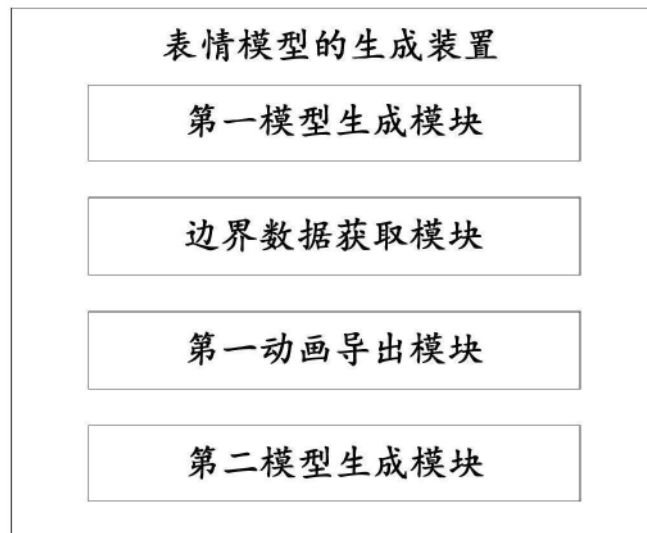 表情模型的生成装置
第一模型生成模块
边界数据获取模块
第一动画导出模块
第二模型生成模块